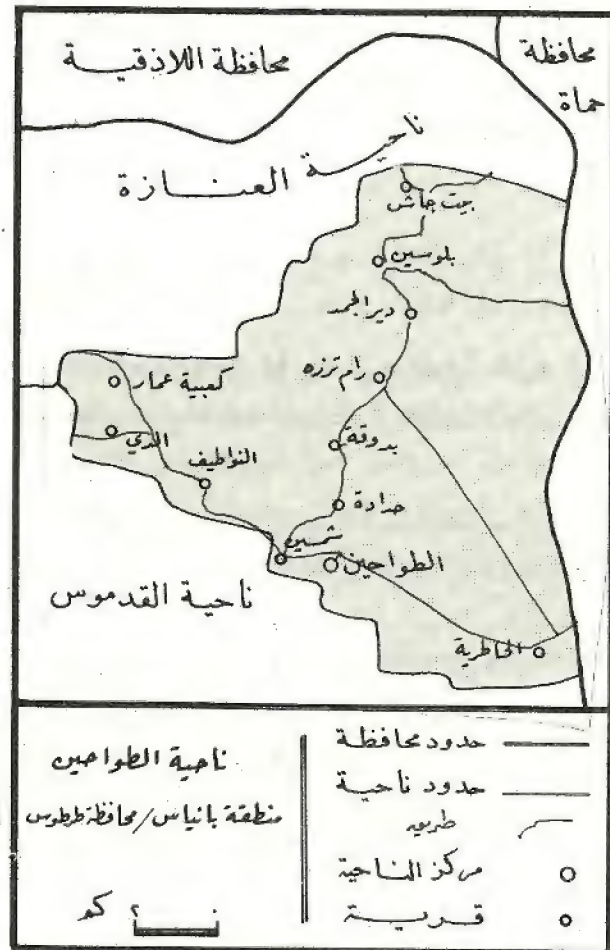 محافظة اللاذقية
محافظة
حماة
ناحية العنازة
بيت جاش
بلوسين
دير الجرد
رام ترزه
كعبية عمار
بدوقة
الدي
النواطيف
حدادة
شمسين
الطواحين
ناحية القدموس
الخاطرية
ناحية الطواحين
منطقة بانياس/محافظة طرطوس
٢ كم
حدود محافظة
حدود ناحية
طريق
مركز الناحية
قرية